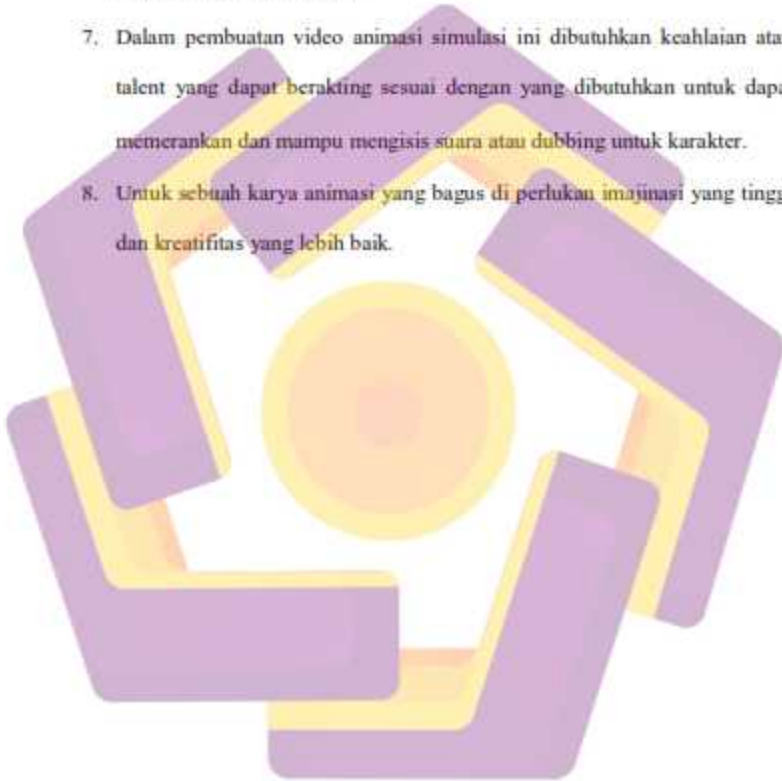 7. Dalam pembuatan video animasi simulasi ini dibutuhkan keahlaian ata
talent yang dapat berakting sesuai dengan yang dibutuhkan untuk dapa
memerankan dan mampu mengisis suara atau dubbing untuk karakter.
8. Untuk sebuah karya animasi yang bagus di perlukan imajinasi yang tingg
dan kreatifitas yang lebih baik.